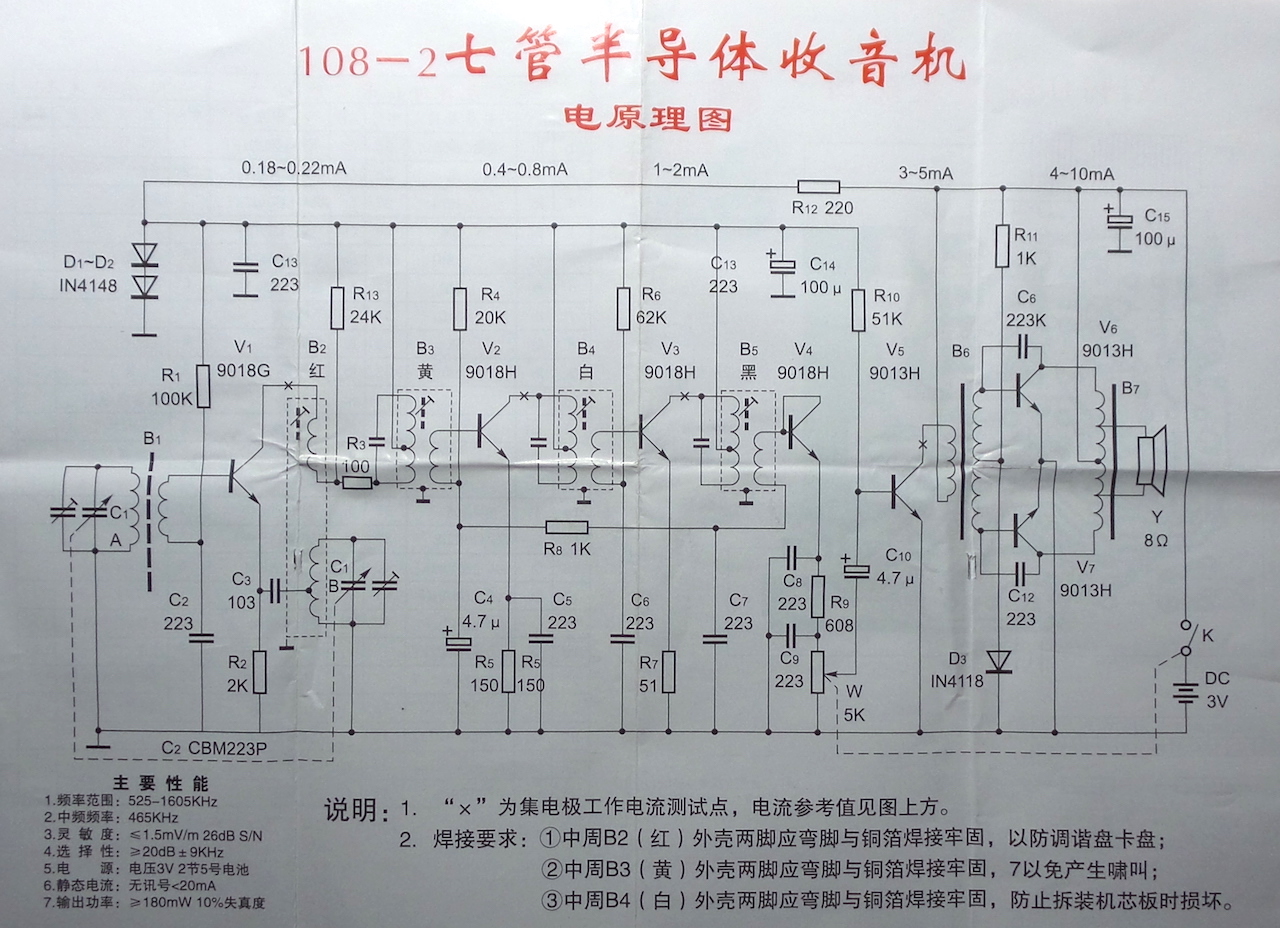 108-2七管半导体收音机
电原理图
0.18~0.22mA
0.4~0.8mA
1~2mA
3~5mA
4~10mA
R12 220
D1~D2
IN4148
C13
223
R13
24K
R4
20K
R6
62K
C13
223
C14
100μ
R10
51K
R11
1K
C15
100μ
C6
223K
V1
9018G
B2
红
B3
黄
V2
9018H
B4
白
V3
9018H
B5
黑
V4
9018H
V5
9013H
B6
V6
9013H
B7
R1
100K
B1
R3
100
C1
A
R8 1K
Y
8Ω
C3
103
C1
B
C2
223
R2
2K
C4
4.7μ
R5
150
C5
223
R5
150
C6
223
R7
51
C7
223
C8
223
R9
608
C9
223
W
5K
C10
4.7μ
V7
9013H
C12
223
D3
IN4118
K
DC
3V
C2 CBM223P
主要性能
1.频率范围：525-1605KHz
2.中频频率：465KHz
3.灵敏度：≤1.5mV/m 26dB S/N
4.选择性：≥20dB±9KHz
5.电源：电压3V 2节5号电池
6.静态电流：无讯号<20mA
7.输出功率：≥180mW 10%失真度
说明：1. “×”为集电极工作电流测试点，电流参考值见图上方。
2. 焊接要求：①中周B2（红）外壳两脚应弯脚与铜箔焊接牢固，以防调谐盘卡盘；
②中周B3（黄）外壳两脚应弯脚与铜箔焊接牢固，7以免产生啸叫；
③中周B4（白）外壳两脚应弯脚与铜箔焊接牢固，防止拆装机芯板时损坏。